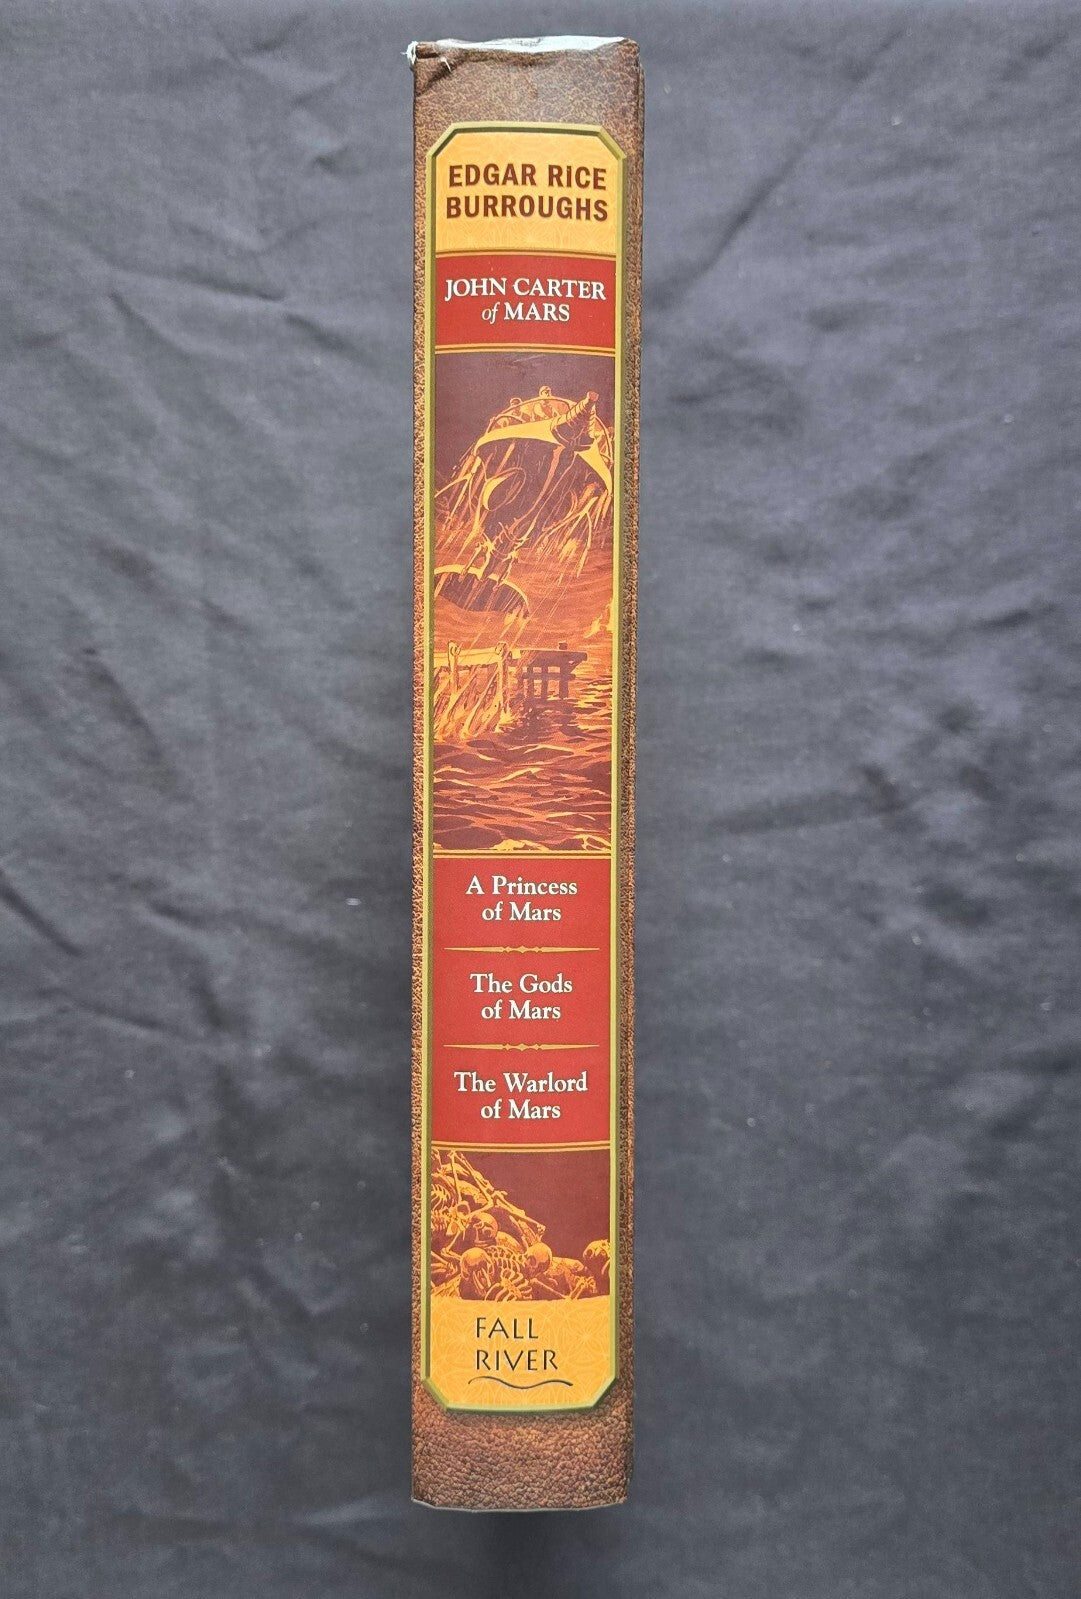 EDGAR RICE
BURROUGHS
JOHN CARTER
of MARS
A Princess
of Mars
The Gods
of Mars
The Warlord
of Mars
FALL
RIVER